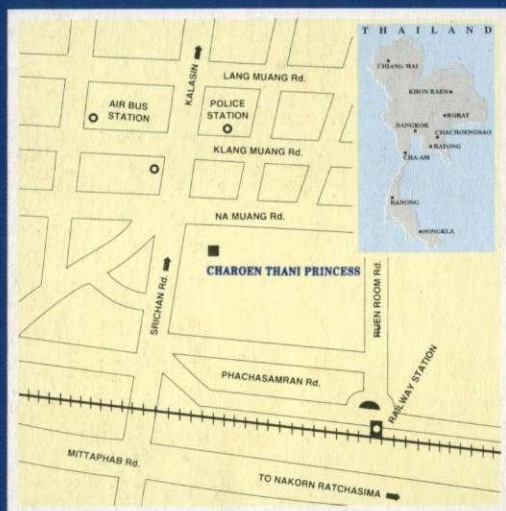 THAILAND
CHIANG MAI
KHON KAEN
KORAT
BANGKOK
CHACHOENGSAO
RAYONG
CHA-AM
RANONG
SONGKLA
KALASIN
LANG MUANG Rd.
AIR BUS
STATION
POLICE
STATION
KLANG MUANG Rd.
NA MUANG Rd.
SRICHAN Rd.
CHAROEN THANI PRINCESS
RUEN ROOM Rd.
PHACHASAMRAN Rd.
RAILWAY STATION
MITTAPHAB Rd.
TO NAKORN RATCHASIMA